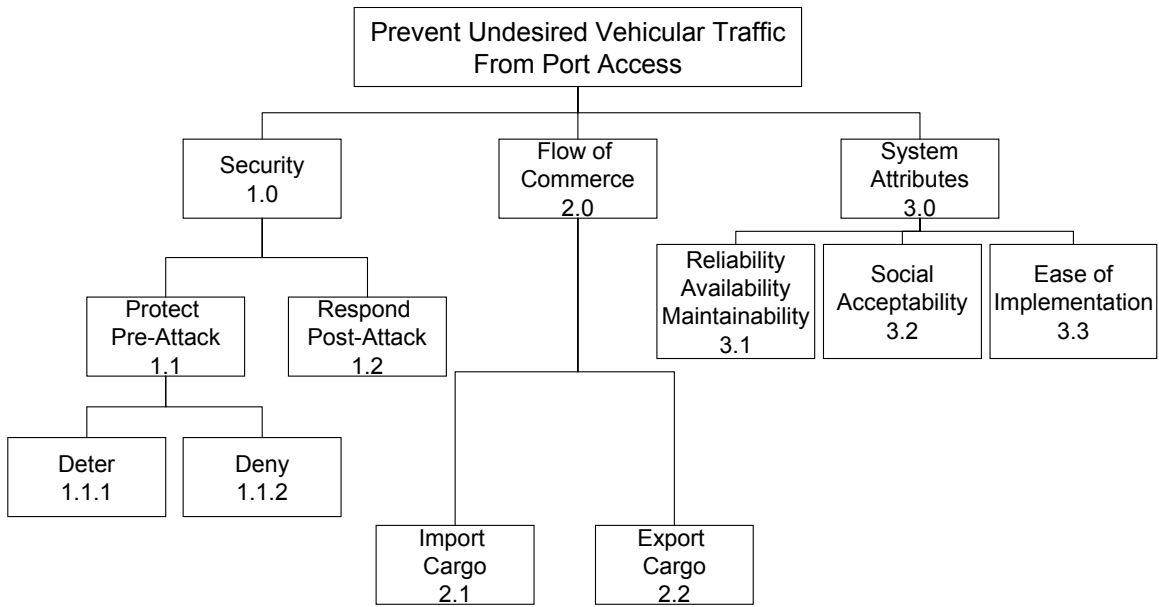 Prevent Undesired Vehicular Traffic
From Port Access
Security
1.0
Flow of
Commerce
2.0
System
Attributes
3.0
Reliability
Availability
Maintainability
3.1
Social
Acceptability
3.2
Ease of
Implementation
3.3
Protect
Pre-Attack
1.1
Respond
Post-Attack
1.2
Deter
1.1.1
Deny
1.1.2
Import
Cargo
2.1
Export
Cargo
2.2